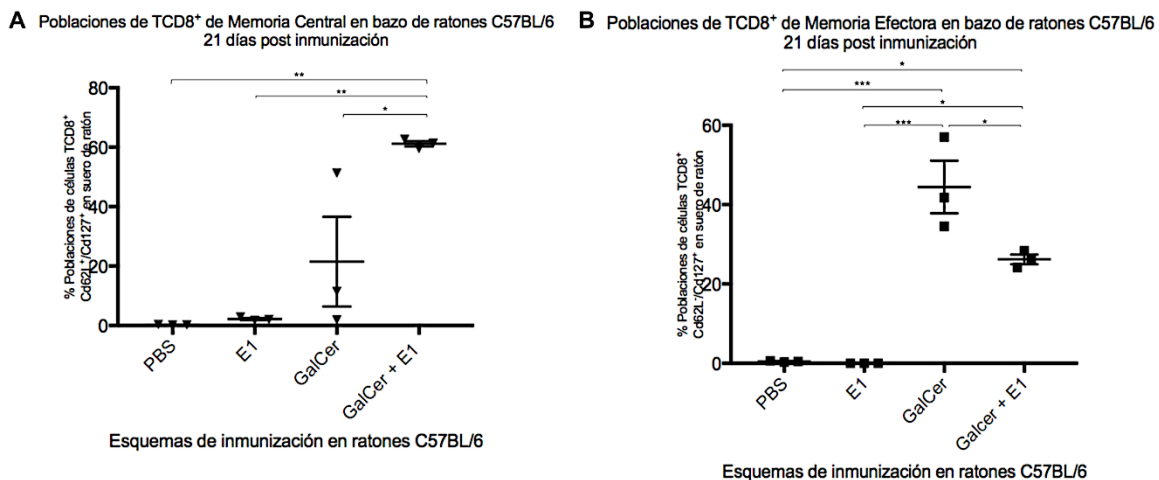 A Poblaciones de TCD8⁺ de Memoria Central en bazo de ratones C57BL/6
21 días post inmunización
**
**
*
80
60
40
20
0
% Poblaciones de células TCD8⁺
Cd62L⁺/Cd127⁺ en suero de ratón
PBS
E1
GalCer
GalCer + E1
Esquemas de inmunización en ratones C57BL/6
B Poblaciones de TCD8⁺ de Memoria Efectora en bazo de ratones C57BL/6
21 días post inmunización
*
***
*
***
*
60
40
20
0
% Poblaciones de células TCD8⁺
Cd62L⁻/Cd127⁺ en suero de ratón
PBS
E1
GalCer
Galcer + E1
Esquemas de inmunización en ratones C57BL/6